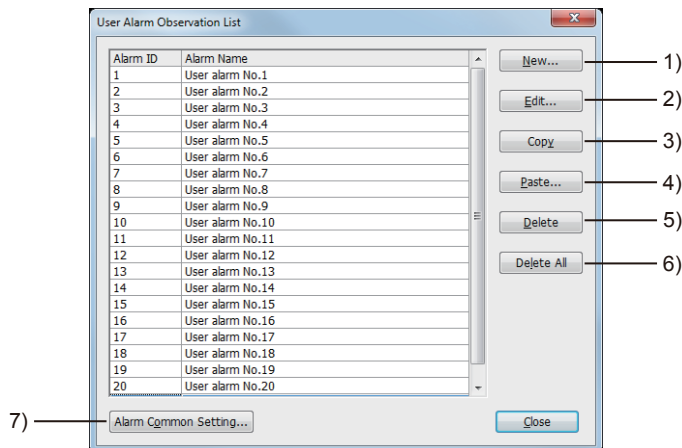 User Alarm Observation List
x
Alarm ID Alarm Name
1 User alarm No.1
2 User alarm No.2
3 User alarm No.3
4 User alarm No.4
5 User alarm No.5
6 User alarm No.6
7 User alarm No.7
8 User alarm No.8
9 User alarm No.9
10 User alarm No.10
11 User alarm No.11
12 User alarm No.12
13 User alarm No.13
14 User alarm No.14
15 User alarm No.15
16 User alarm No.16
17 User alarm No.17
18 User alarm No.18
19 User alarm No.19
20 User alarm No.20
New... 1)
Edit... 2)
Copy 3)
Paste... 4)
Delete 5)
Delete All 6)
7) Alarm Common Setting...
Close